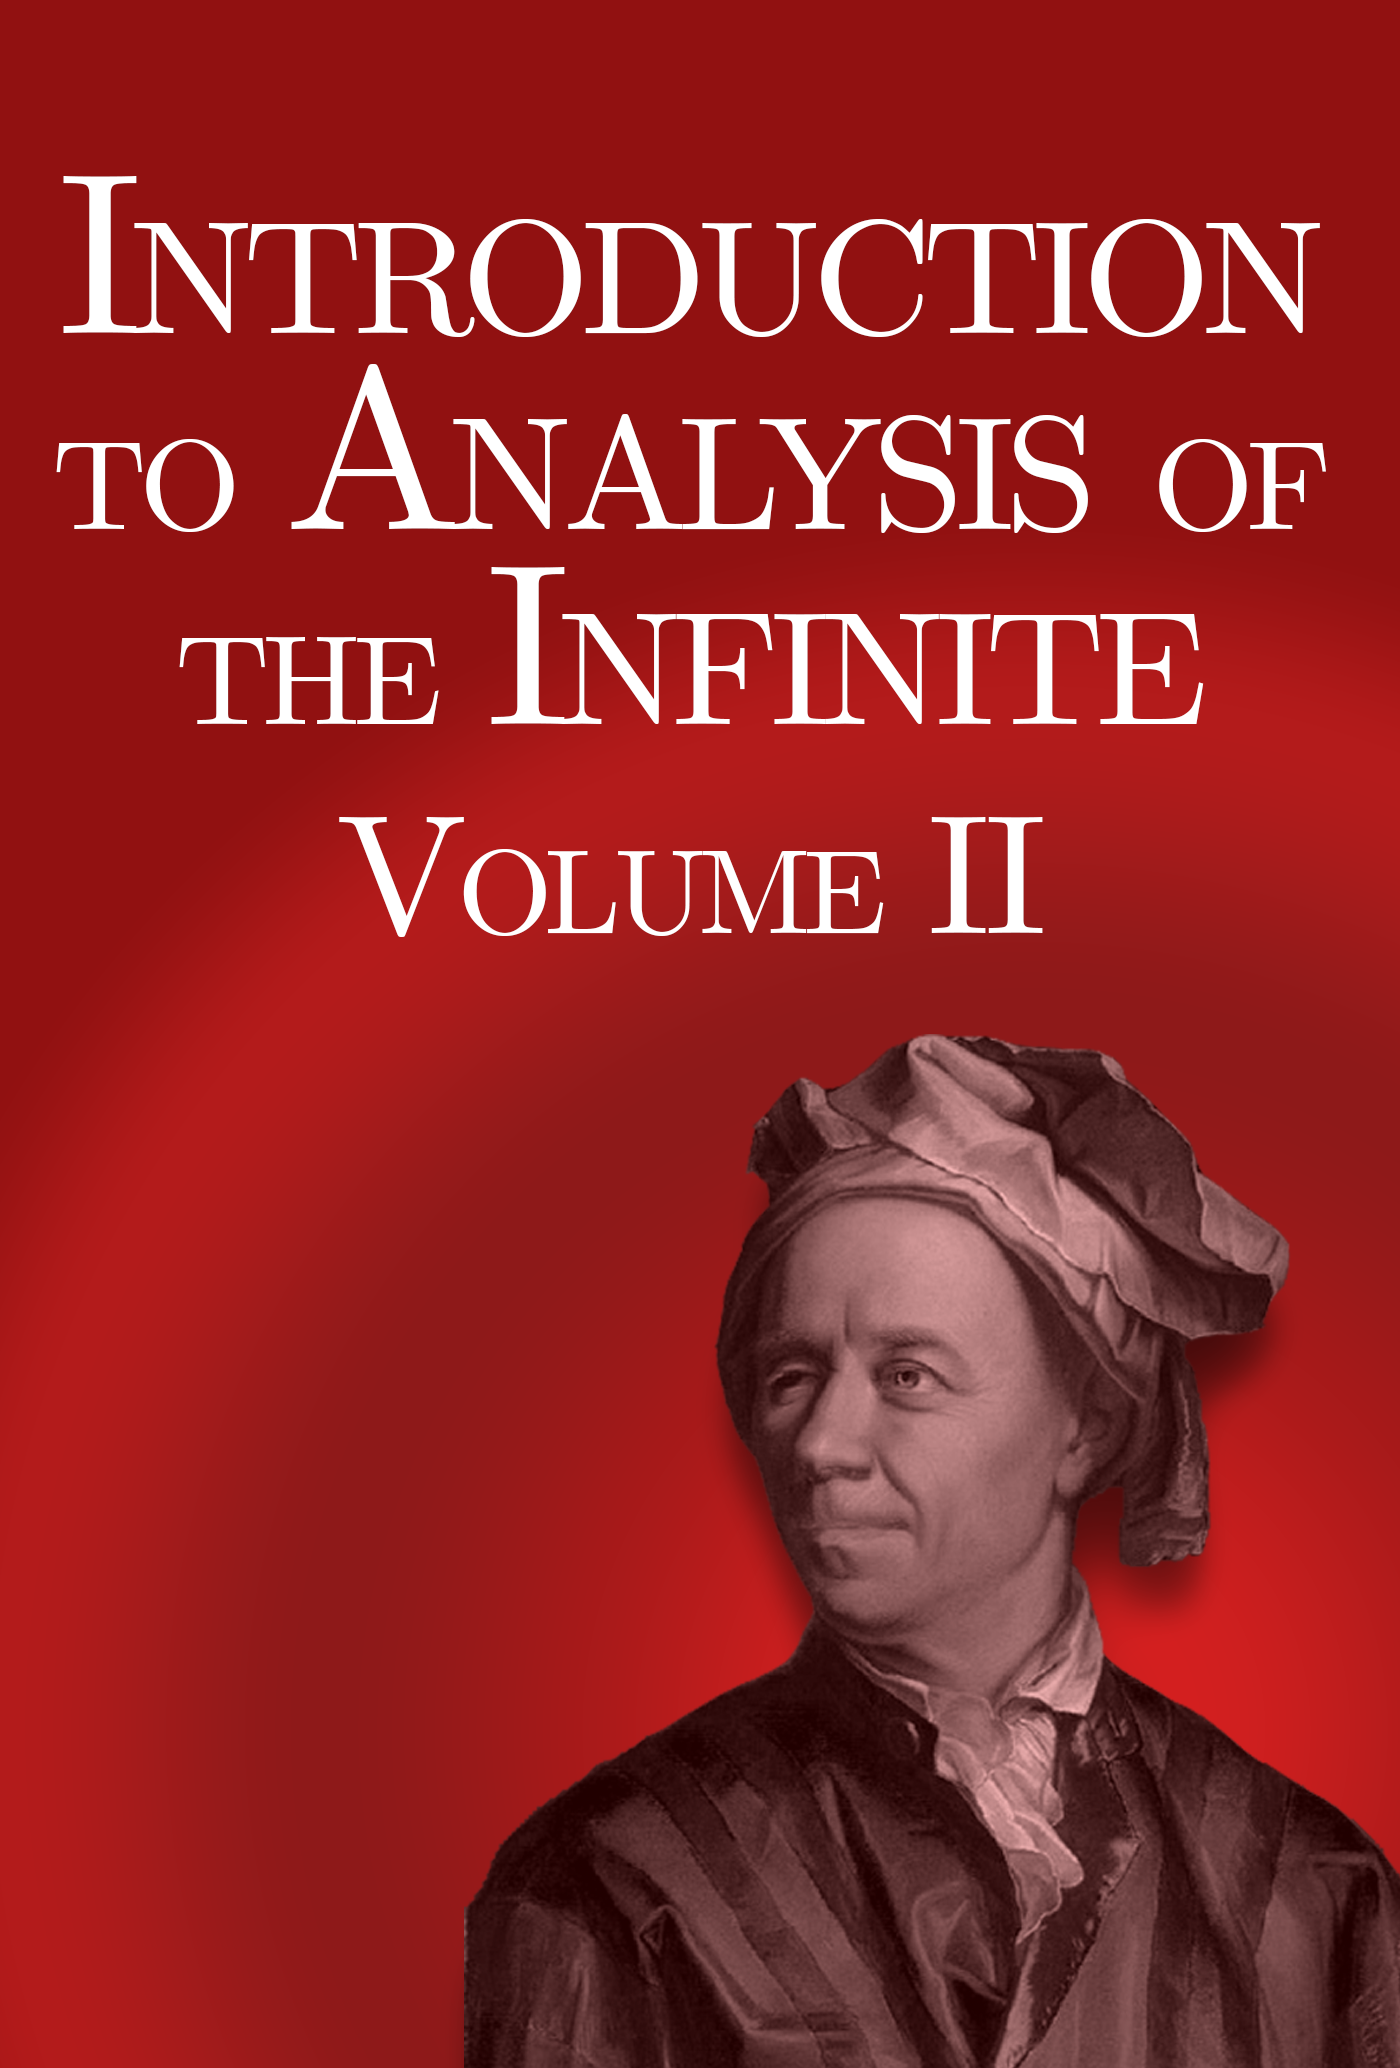 Introduction
to Analysis of
the Infinite
Volume II